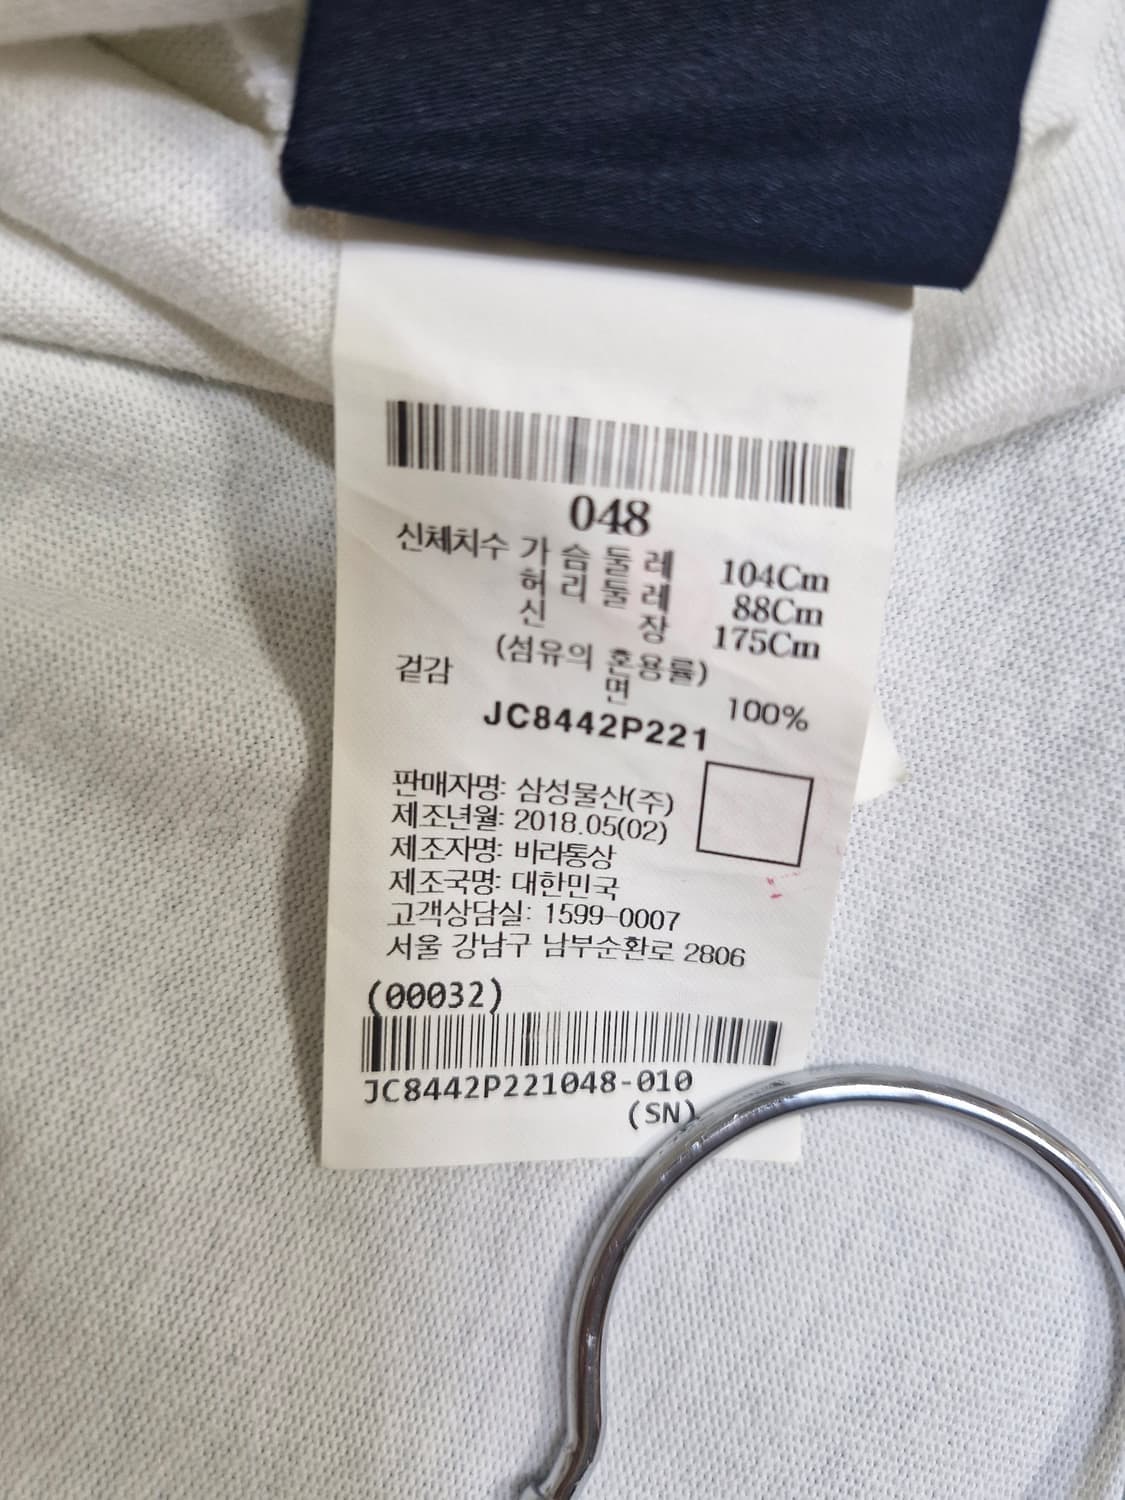 048
신체치수 가슴둘레 104Cm
허리둘레 88Cm
신장 175Cm
(섬유의 혼용률)
겉감 면 100%
JC8442P221
판매자명: 삼성물산(주)
제조년월: 2018.05(02)
제조자명: 바라통상
제조국명: 대한민국
고객상담실: 1599-0007
서울 강남구 남부순환로 2806
(00032)
JC8442P221048-010
(SN)